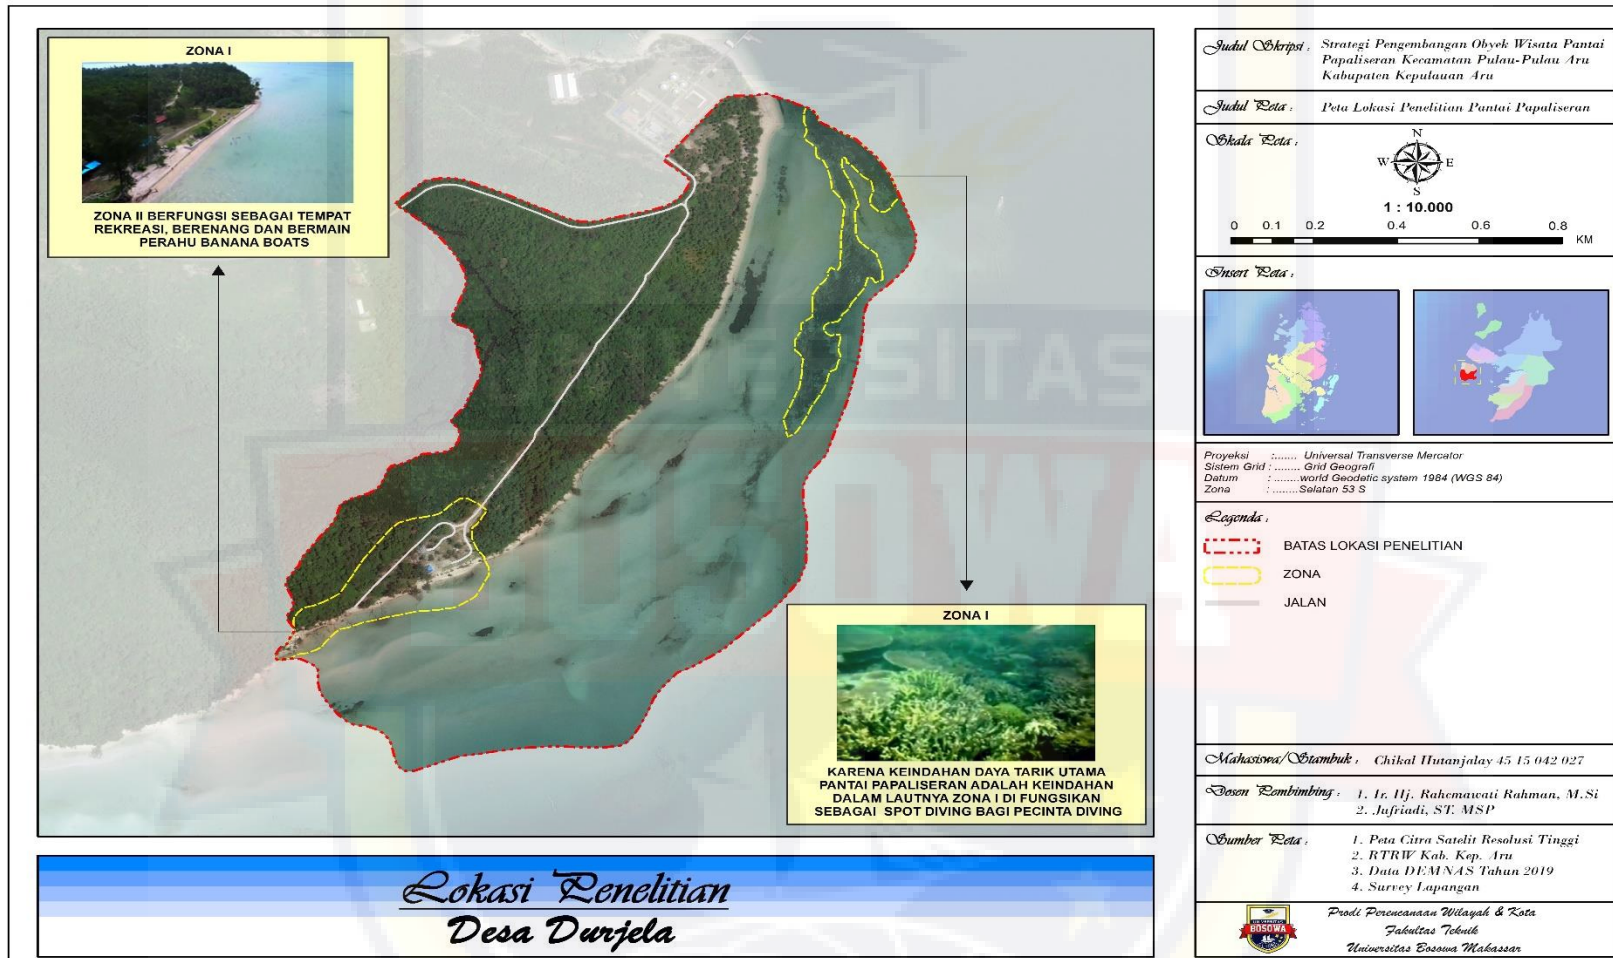 ZONA I
ZONA II BERFUNGSI SEBAGAI TEMPAT
REKREASI, BERENANG DAN BERMAIN
PERAHU BANANA BOATS
ZONA I
KARENA KEINDAHAN DAYA TARIK UTAMA
PANTAI PAPALISERAN ADALAH KEINDAHAN
DALAM LAUTNYA ZONA I DI FUNGSIKAN
SEBAGAI SPOT DIVING BAGI PECINTA DIVING
UNIVERSITAS
BOSOWA
Lokasi Penelitian
Desa Durjela
Judul Skripsi : Strategi Pengembangan Obyek Wisata Pantai
Papaliseran Kecamatan Pulau-Pulau Aru
Kabupaten Kepulauan Aru
Judul Peta : Peta Lokasi Penelitian Pantai Papaliseran
Skala Peta :
N
W E
S
1 : 10.000
0 0.1 0.2 0.4 0.6 0.8
KM
Insert Peta :
Proyeksi :....... Universal Transverse Mercator
Sistem Grid : ........ Grid Geografi
Datum : ........world Geodetic system 1984 (WGS 84)
Zona : ........Selatan 53 S
Legenda :
BATAS LOKASI PENELITIAN
ZONA
JALAN
Mahasiswa/Stambuk : Chikal Hutanjalay 45 15 042 027
Dosen Pembimbing : 1. Ir. Hj. Rahemawati Rahman, M.Si
2. Jufriadi, ST. MSP
Sumber Peta : 1. Peta Citra Satelit Resolusi Tinggi
2. RTRW Kab. Kep. Aru
3. Data DEMNAS Tahun 2019
4. Survey Lapangan
UNIVERSITAS
BOSOWA
Prodi Perencanaan Wilayah & Kota
Fakultas Teknik
Universitas Bosowa Makassar